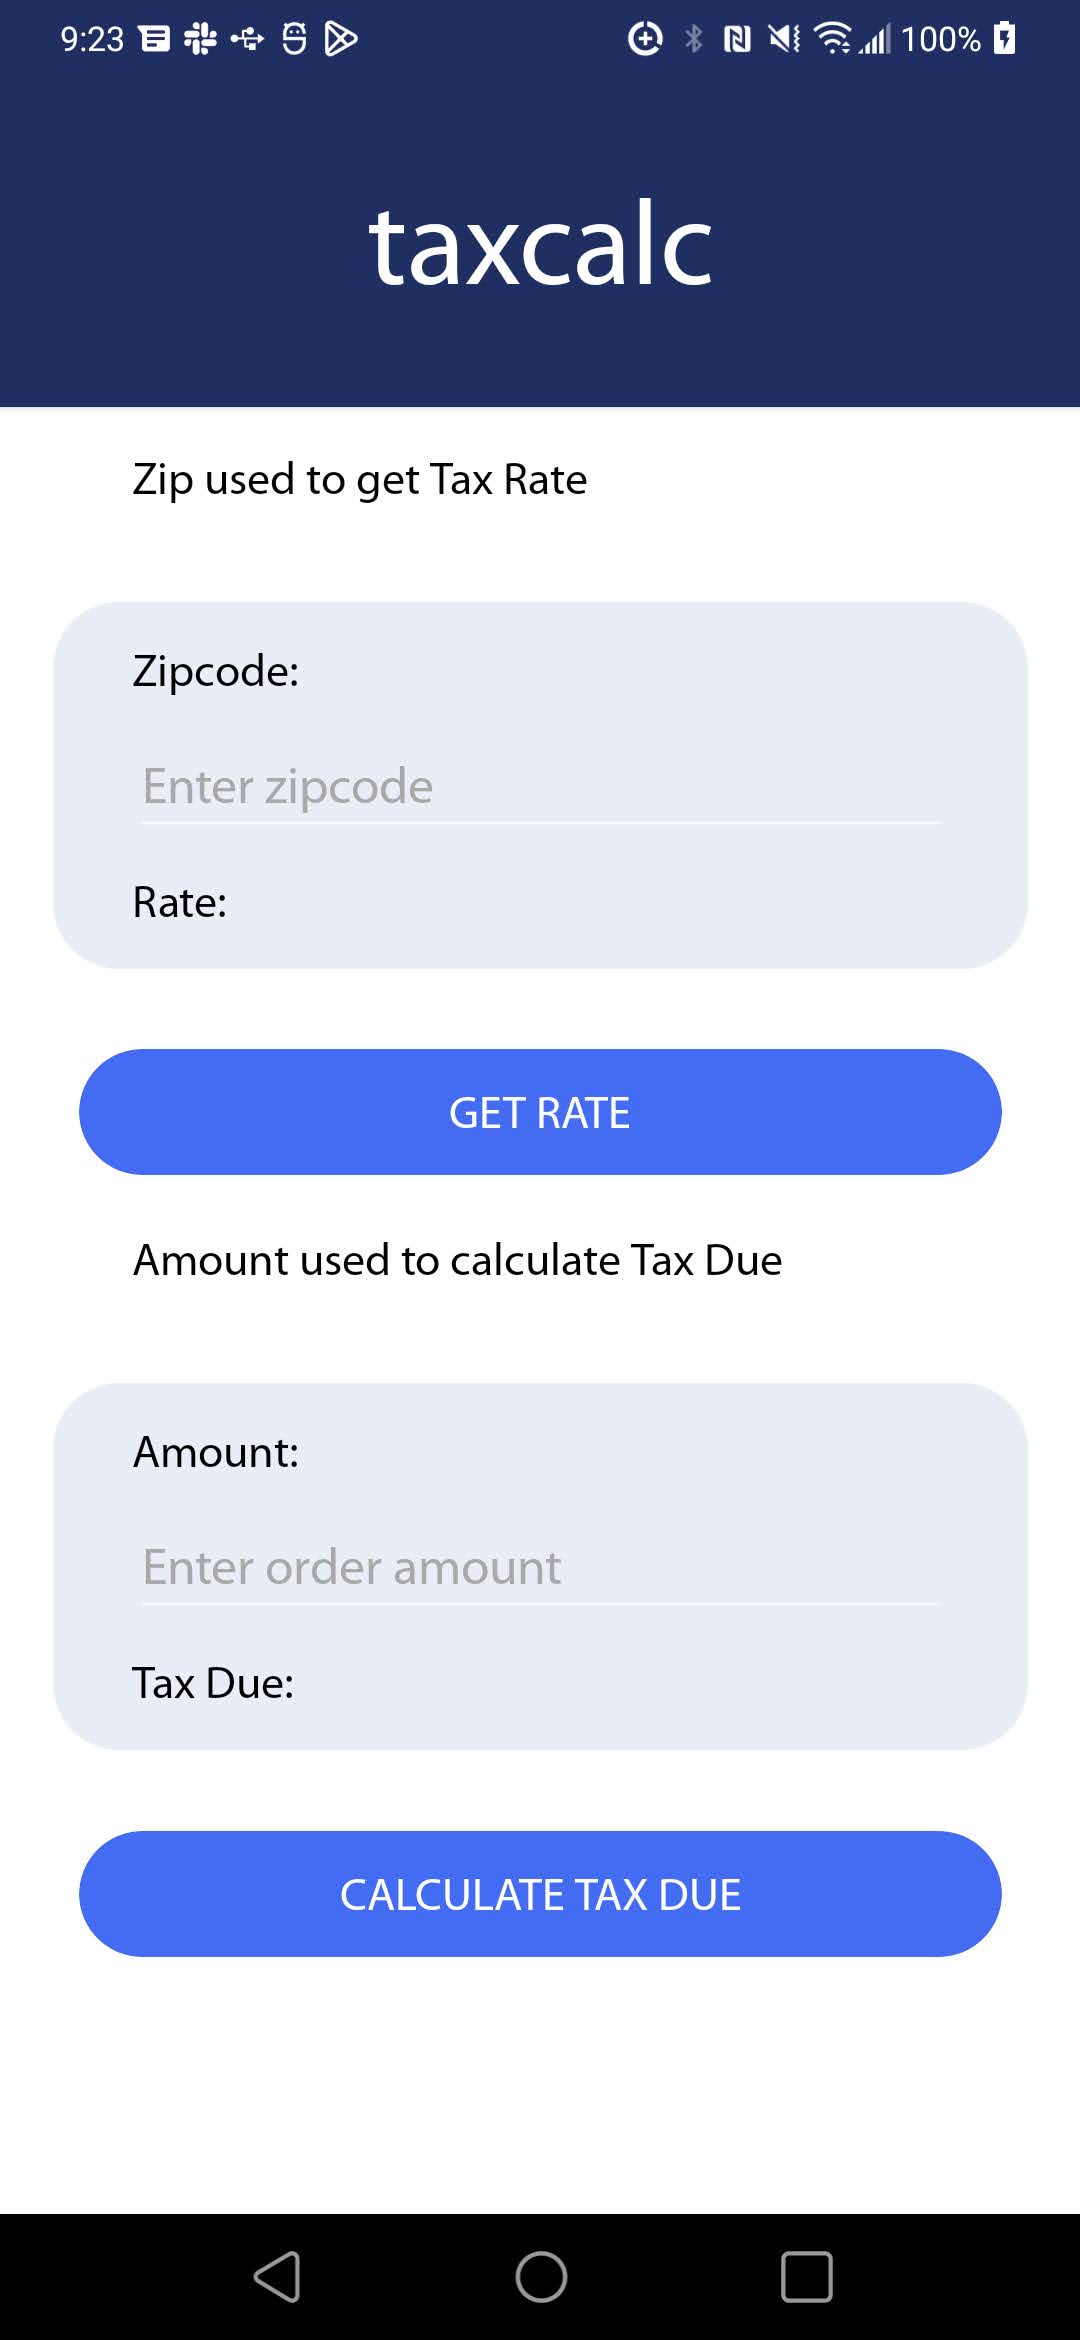 9:23 100%
taxcalc
Zip used to get Tax Rate
Zipcode:
Enter zipcode
Rate:
GET RATE
Amount used to calculate Tax Due
Amount:
Enter order amount
Tax Due:
CALCULATE TAX DUE